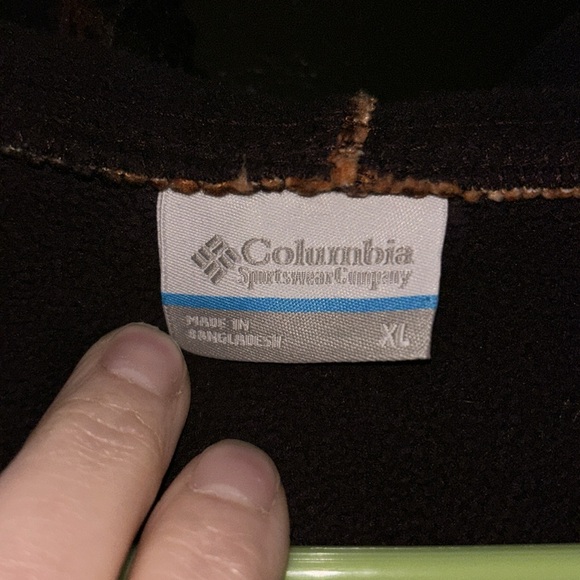 Columbia
Sportswear Company
MADE IN
BANGLADESH
XL